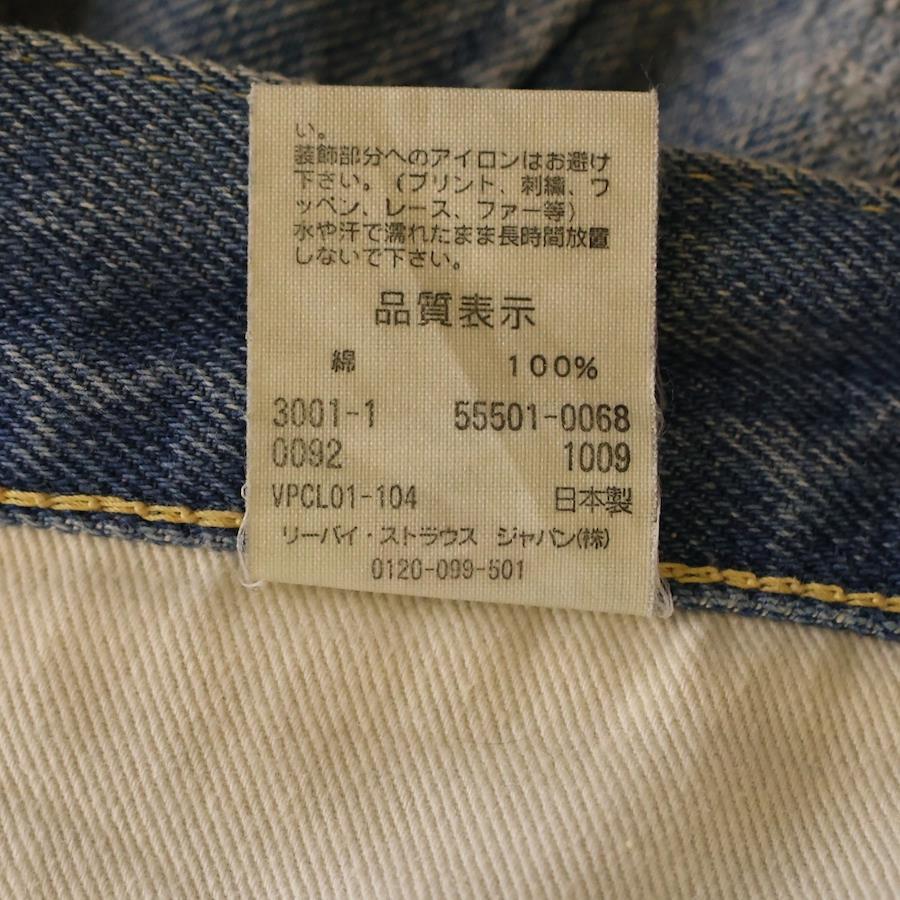 い。
装飾部分へのアイロンはお避け
下さい。（プリント、刺繍、ワ
ッペン、レース、ファー等）
水や汗で濡れたまま長時間放置
しないで下さい。
品質表示
綿 100%
3001-1 55501-0068
0092 1009
VPCL01-104 日本製
リーバイ・ストラウス ジャパン(株)
0120-099-501